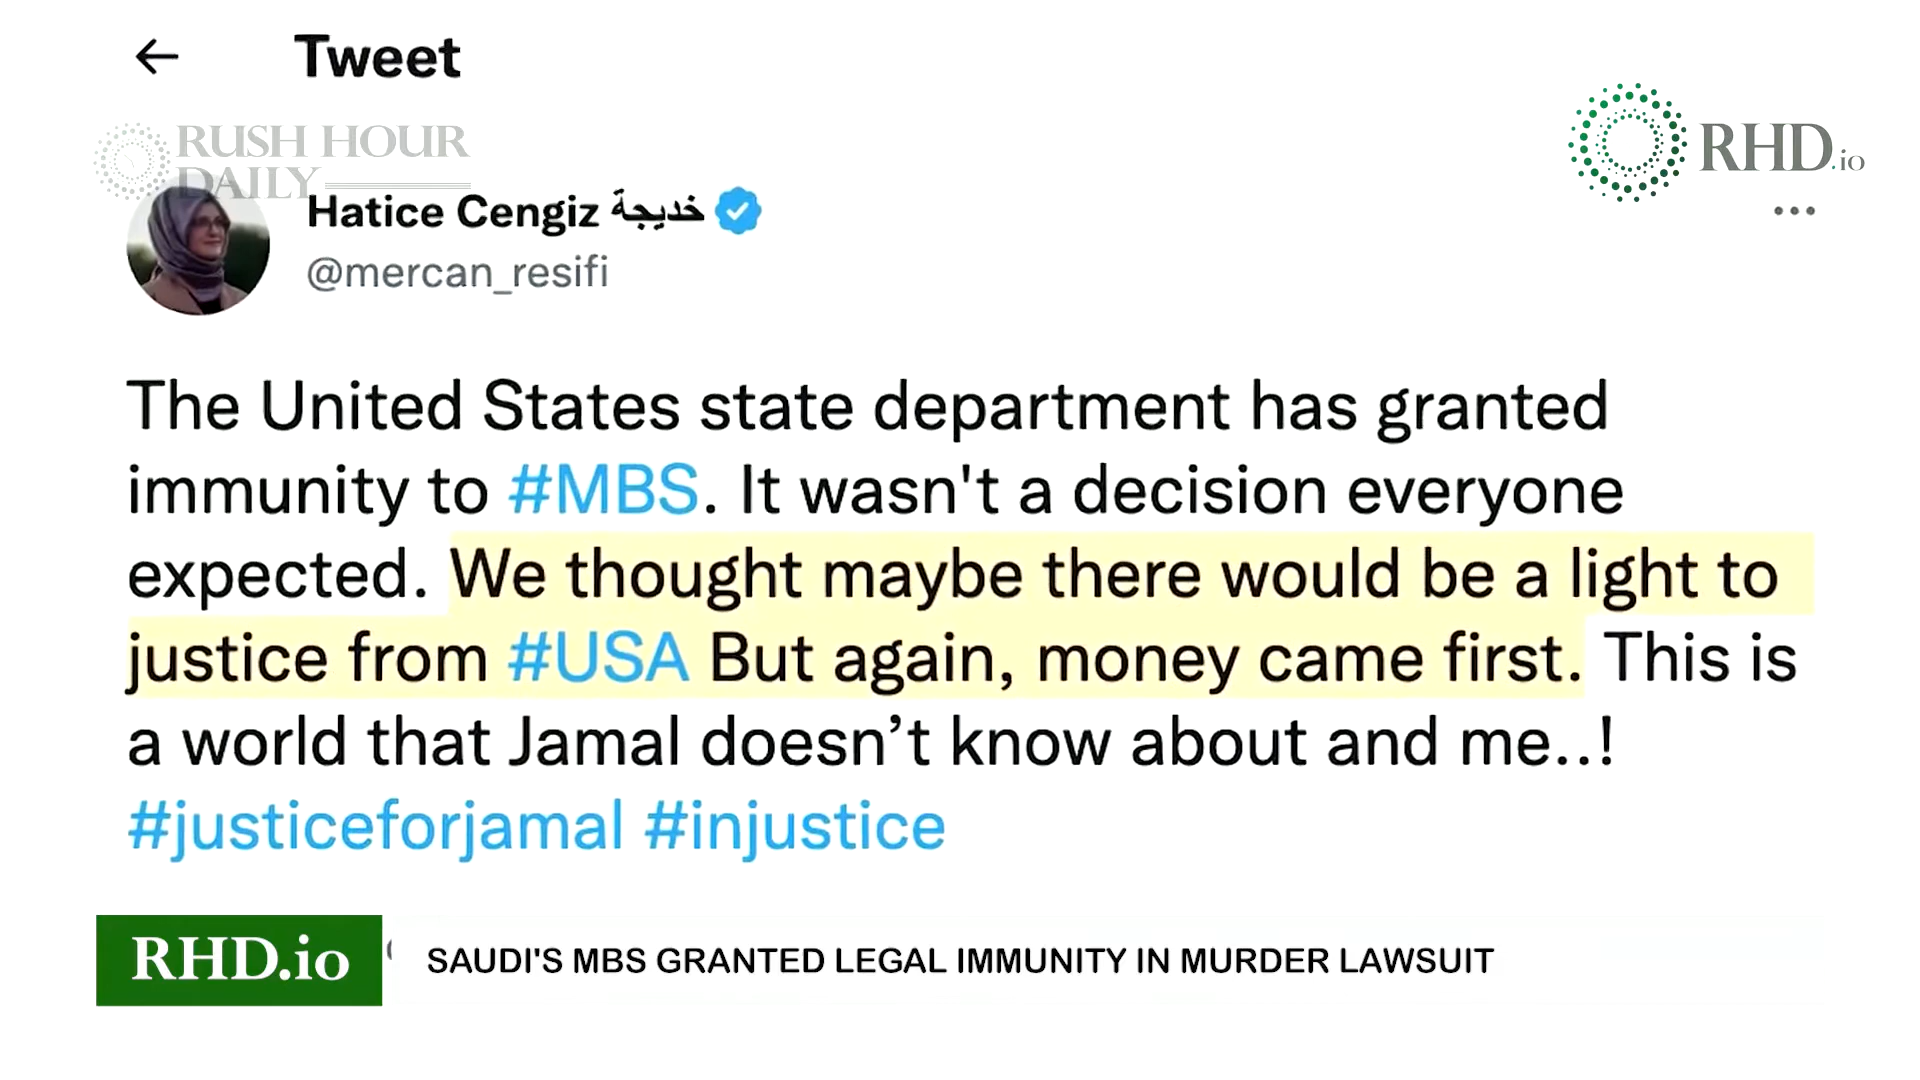 ← Tweet
RUSH HOUR
DAILY
RHD.io
Hatice Cengiz خديجة
@mercan_resifi
The United States state department has granted
immunity to #MBS. It wasn't a decision everyone
expected. We thought maybe there would be a light to
justice from #USA But again, money came first. This is
a world that Jamal doesn’t know about and me..!
#justiceforjamal #injustice
RHD.io
SAUDI'S MBS GRANTED LEGAL IMMUNITY IN MURDER LAWSUIT